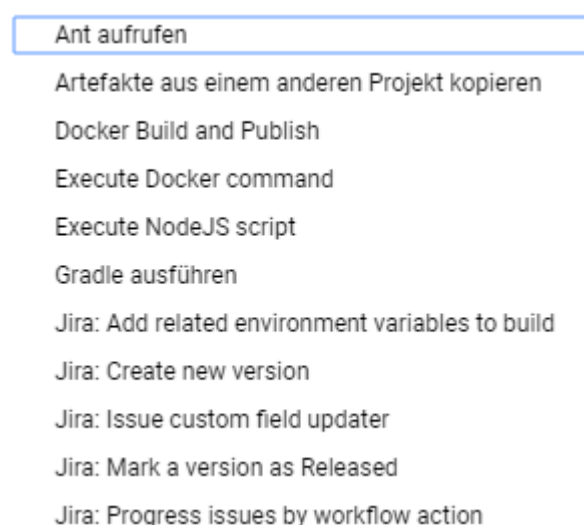 Ant aufrufen
Artefakte aus einem anderen Projekt kopieren
Docker Build and Publish
Execute Docker command
Execute NodeJS script
Gradle ausführen
Jira: Add related environment variables to build
Jira: Create new version
Jira: Issue custom field updater
Jira: Mark a version as Released
Jira: Progress issues by workflow action